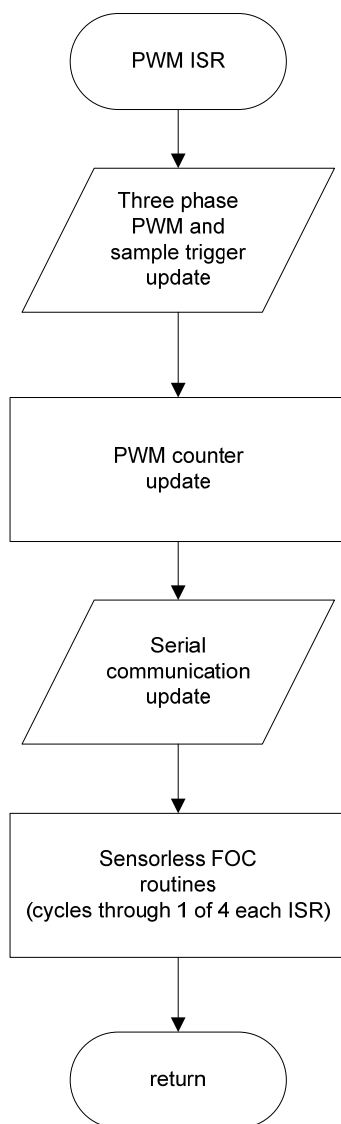 PWM ISR
Three phase
PWM and
sample trigger
update
PWM counter
update
Serial
communication
update
Sensorless FOC
routines
(cycles through 1 of 4 each ISR)
return